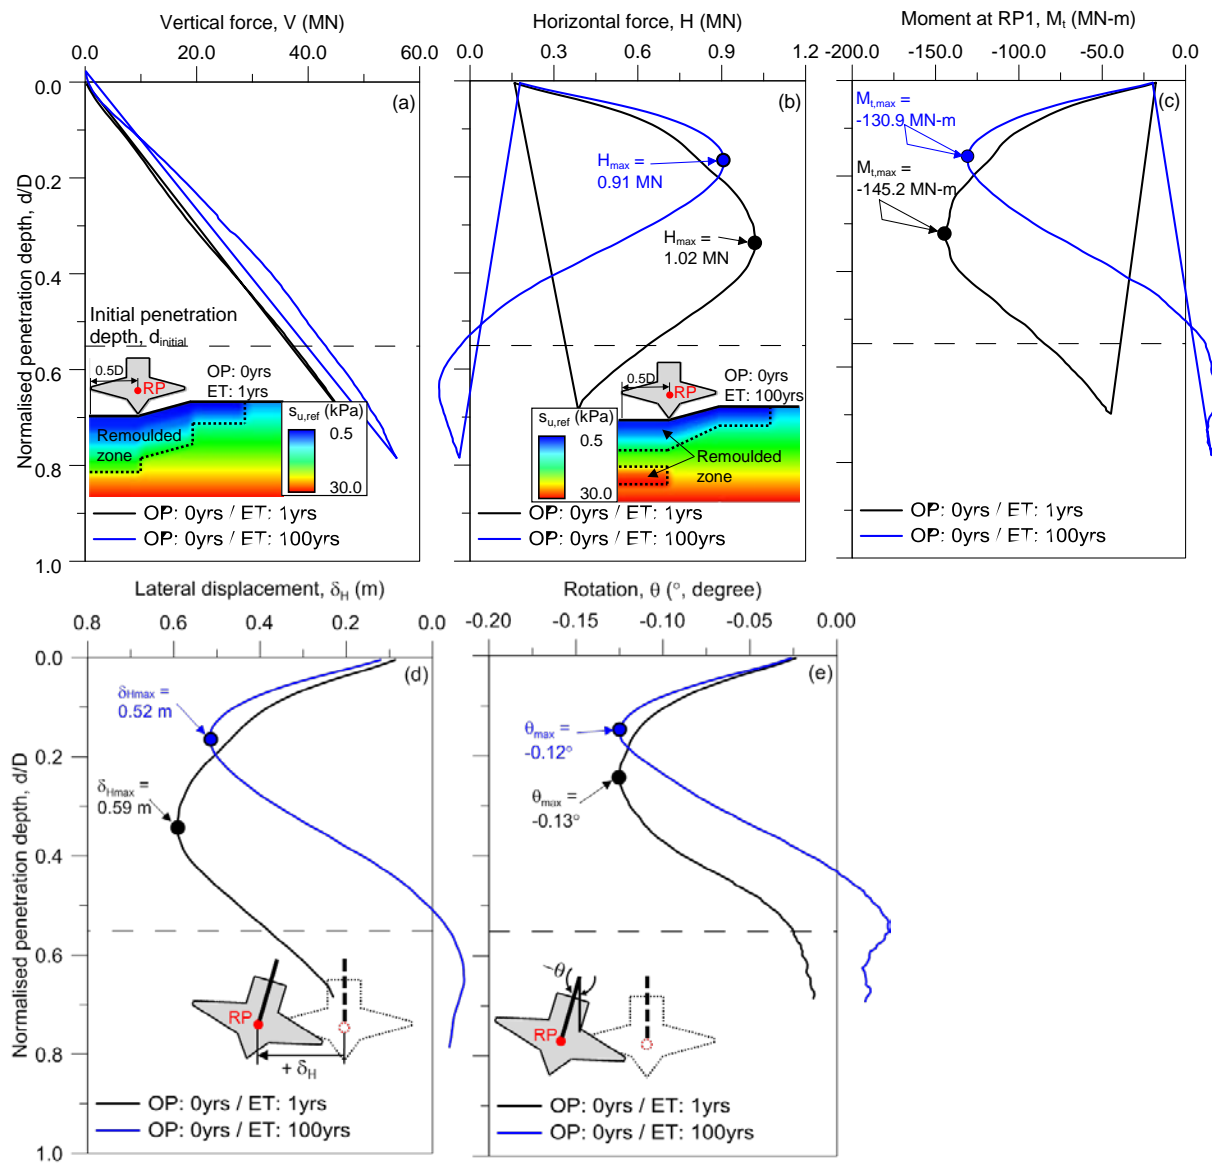 Vertical force, V (MN)
0.0 20.0 40.0 60.0
Normalised penetration depth, d/D
0.0
0.2
0.4
0.6
0.8
1.0
(a)
Initial penetration
depth, dinitial
0.5D
RP
OP: 0yrs
ET: 1yrs
Remoulded
zone
su,ref (kPa)
0.5
30.0
OP: 0yrs / ET: 1yrs
OP: 0yrs / ET: 100yrs
Horizontal force, H (MN)
0.0 0.3 0.6 0.9 1.2
(b)
Hmax =
0.91 MN
Hmax =
1.02 MN
0.5D
RP
OP: 0yrs
ET: 100yrs
su,ref (kPa)
0.5
30.0
Remoulded
zone
OP: 0yrs / ET: 1yrs
OP: 0yrs / ET: 100yrs
Moment at RP1, Mt (MN-m)
-200.0 -150.0 -100.0 -50.0 0.0
(c)
Mt,max =
-130.9 MN-m
Mt,max =
-145.2 MN-m
OP: 0yrs / ET: 1yrs
OP: 0yrs / ET: 100yrs
Lateral displacement, δH (m)
0.8 0.6 0.4 0.2 0.0
Normalised penetration depth, d/D
0.0
0.2
0.4
0.6
0.8
1.0
(d)
δHmax =
0.52 m
δHmax =
0.59 m
RP
+ δH
OP: 0yrs / ET: 1yrs
OP: 0yrs / ET: 100yrs
Rotation, θ (°, degree)
-0.20 -0.15 -0.10 -0.05 0.00
(e)
θmax =
-0.12°
θmax =
-0.13°
-θ
RP
OP: 0yrs / ET: 1yrs
OP: 0yrs / ET: 100yrs